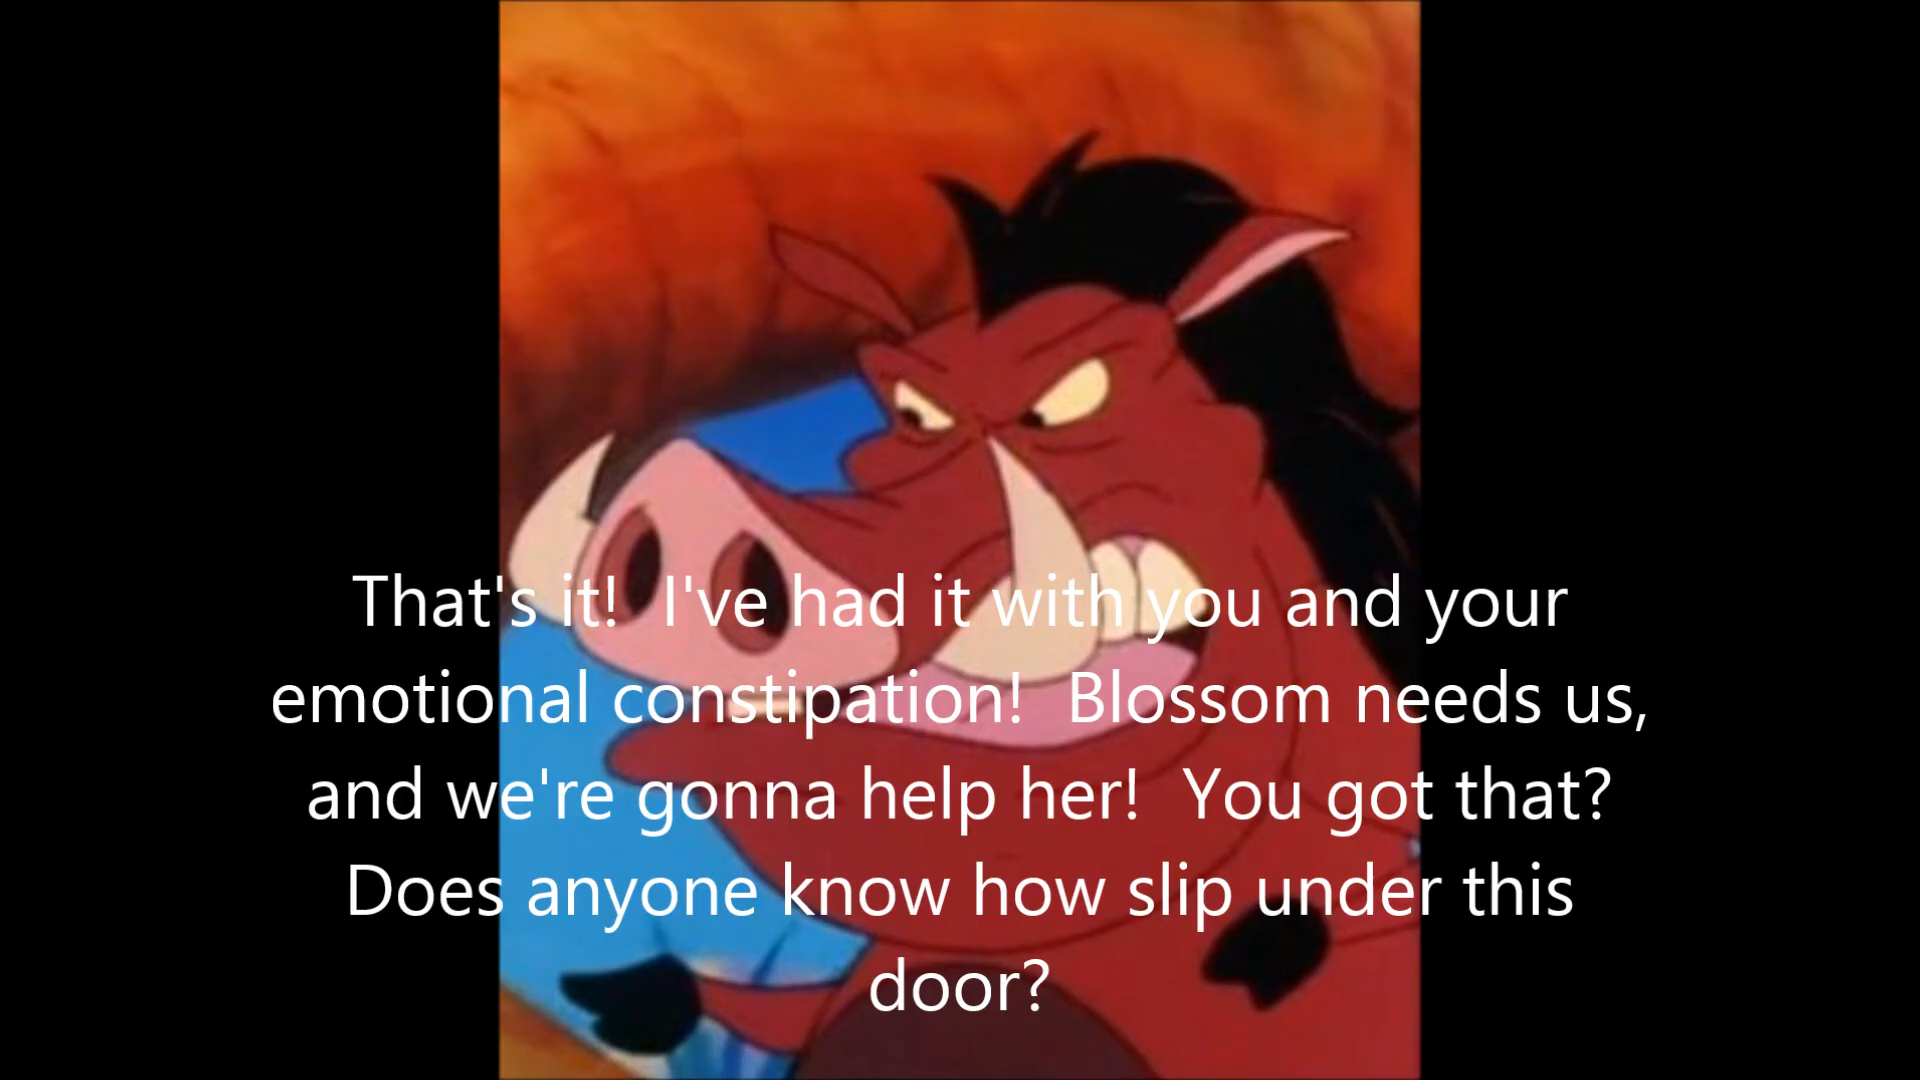 That's it!  I've had it with you and your
emotional constipation!  Blossom needs us,
and we're gonna help her!  You got that?
Does anyone know how slip under this
door?